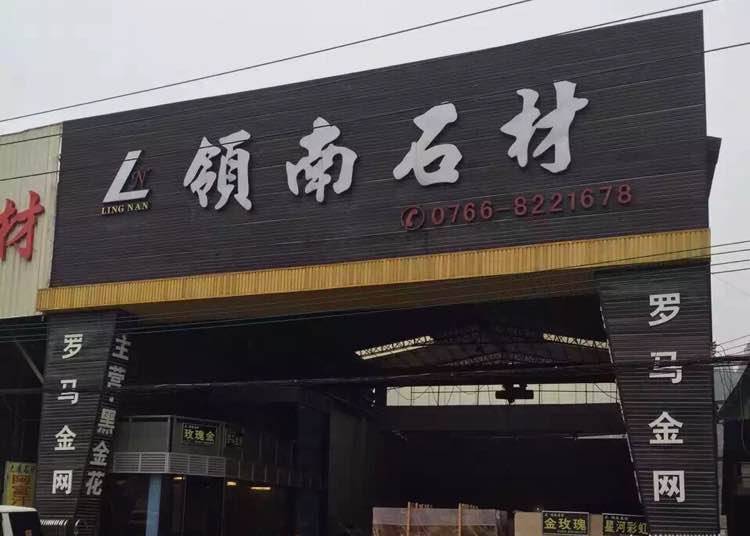 領南石材
LN
LING NAN
0766-8221678
材
罗马金网
主营:黑金花
罗马金网
玫瑰金
金玫瑰
星河彩虹